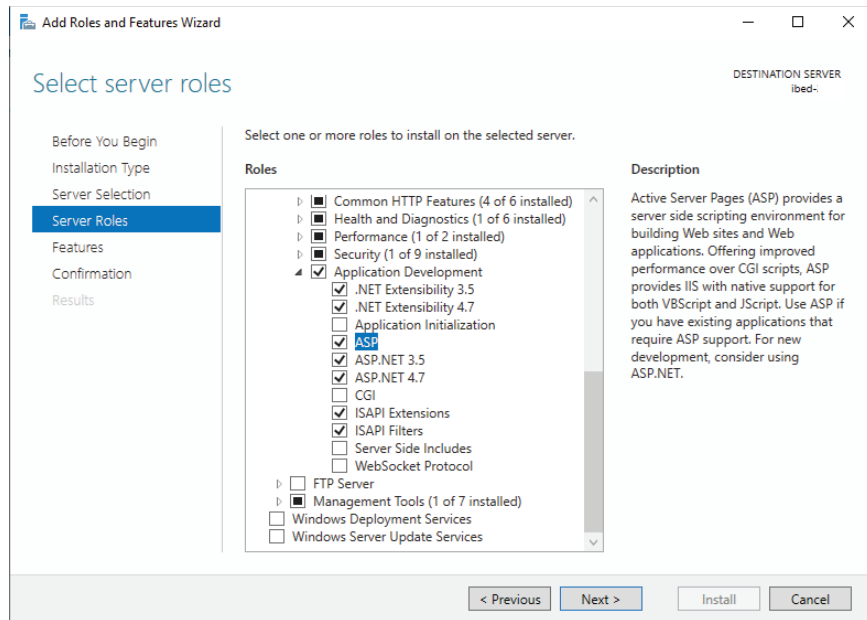 Add Roles and Features Wizard
Select server roles
DESTINATION SERVER
ibed-
Before You Begin
Installation Type
Server Selection
Server Roles
Features
Confirmation
Results
Select one or more roles to install on the selected server.
Roles
Common HTTP Features (4 of 6 installed)
Health and Diagnostics (1 of 6 installed)
Performance (1 of 2 installed)
Security (1 of 9 installed)
Application Development
.NET Extensibility 3.5
.NET Extensibility 4.7
Application Initialization
ASP
ASP.NET 3.5
ASP.NET 4.7
CGI
ISAPI Extensions
ISAPI Filters
Server Side Includes
WebSocket Protocol
FTP Server
Management Tools (1 of 7 installed)
Windows Deployment Services
Windows Server Update Services
Description
Active Server Pages (ASP) provides a
server side scripting environment for
building Web sites and Web
applications. Offering improved
performance over CGI scripts, ASP
provides IIS with native support for
both VBScript and JScript. Use ASP if
you have existing applications that
require ASP support. For new
development, consider using
ASP.NET.
< Previous
Next >
Install
Cancel